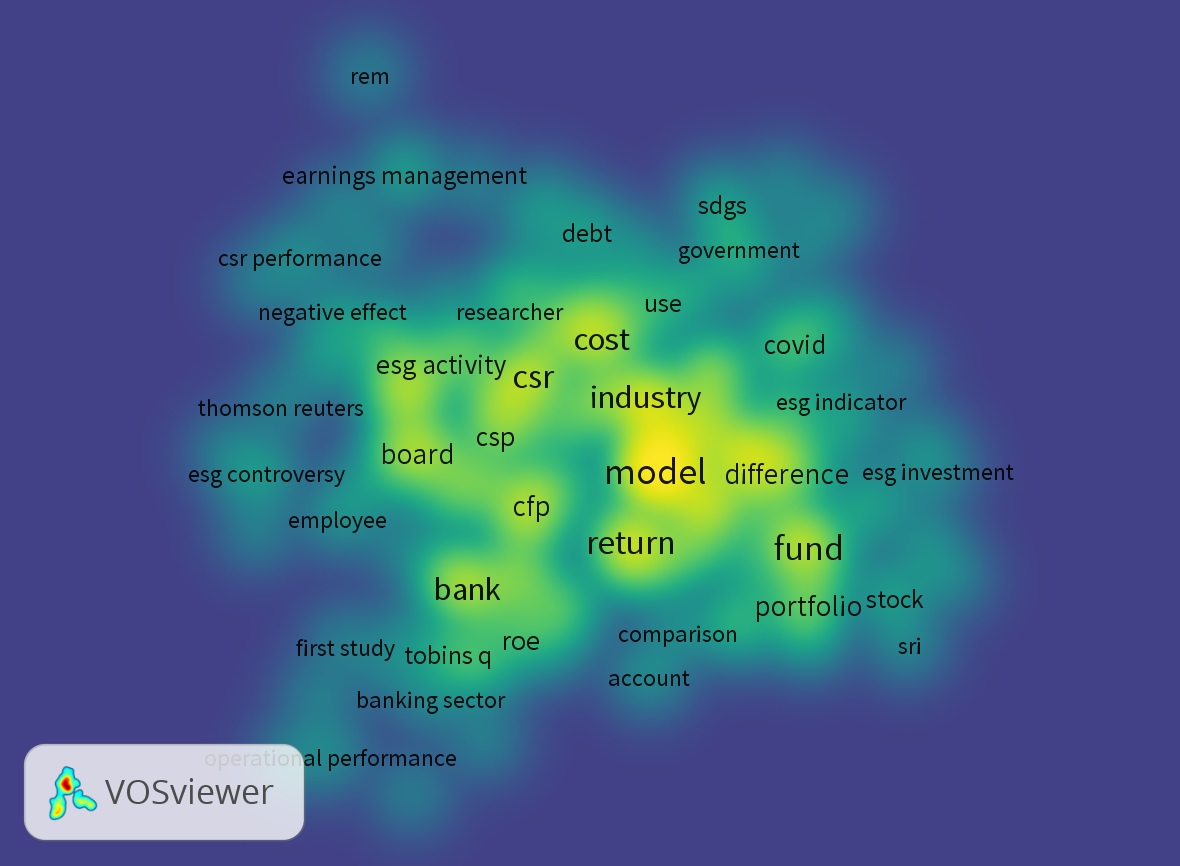 rem
earnings management
sdgs
debt
government
csr performance
use
negative effect
researcher
cost
covid
esg activity
csr
industry
esg indicator
thomson reuters
csp
board
model
difference
esg investment
esg controversy
cfp
employee
return
fund
bank
stock
portfolio
comparison
roe
sri
first study
tobins q
account
banking sector
operational performance
VOSviewer